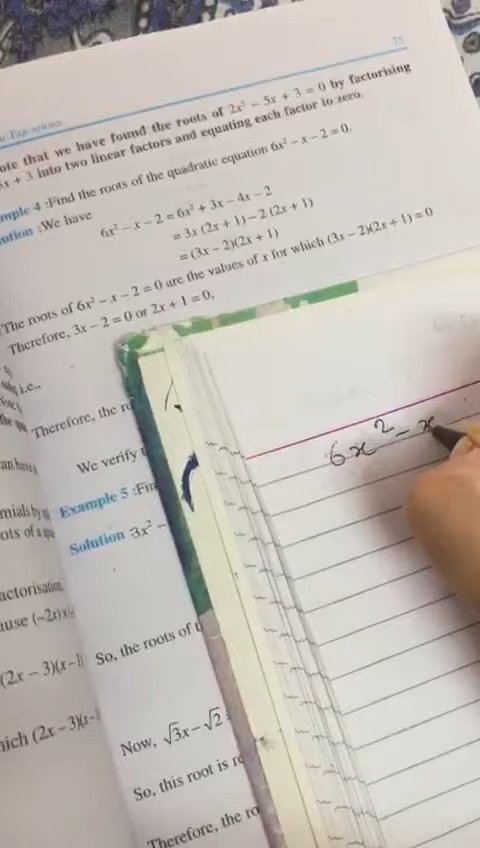 75
Equations
ote that we have found the roots of 2x² – 5x + 3 = 0 by factorising
x + 3 into two linear factors and equating each factor to zero.
mple 4 : Find the roots of the quadratic equation 6x² – x – 2 = 0.
ution : We have
6x² – x – 2 = 6x² + 3x – 4x – 2
= 3x (2x + 1) – 2 (2x + 1)
= (3x – 2)(2x + 1)
The roots of 6x² – x – 2 = 0 are the values of x for which (3x – 2)(2x + 1) = 0
Therefore, 3x – 2 = 0 or 2x + 1 = 0,
i.e.,
Therefore, the ro
We verify
Example 5 : Fin
Solution 3x² –
So, the roots of
Now, √3x – √2 =
So, this root is re
Therefore, the ro
mials by
ots of a
actorisation
ause (–2x)
(2x – 3)(x–1)
hich (2x – 3)(x–
6x² – x